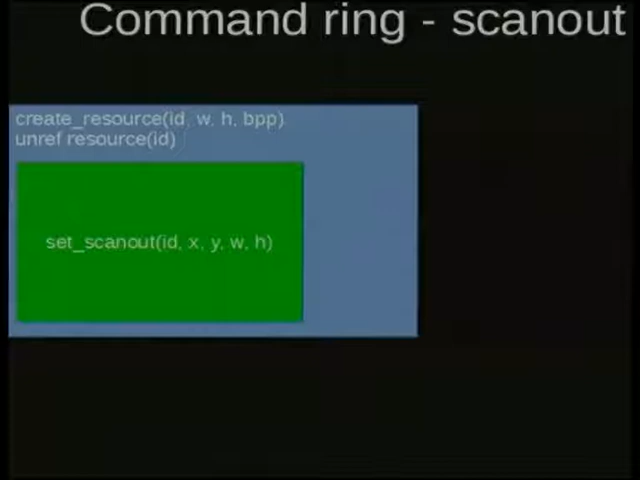 Command ring - scanout
create_resource(id, w, h, bpp)
unref resource(id)
set_scanout(id, x, y, w, h)